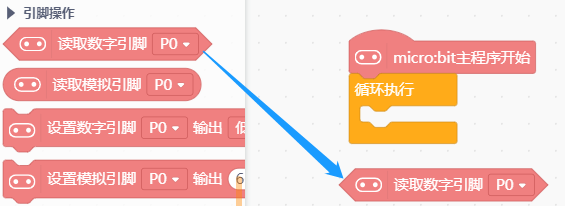 引脚操作
读取数字引脚 P0
读取模拟引脚 P0
设置数字引脚 P0 输出
设置模拟引脚 P0 输出 6
micro:bit主程序开始
循环执行
读取数字引脚 P0